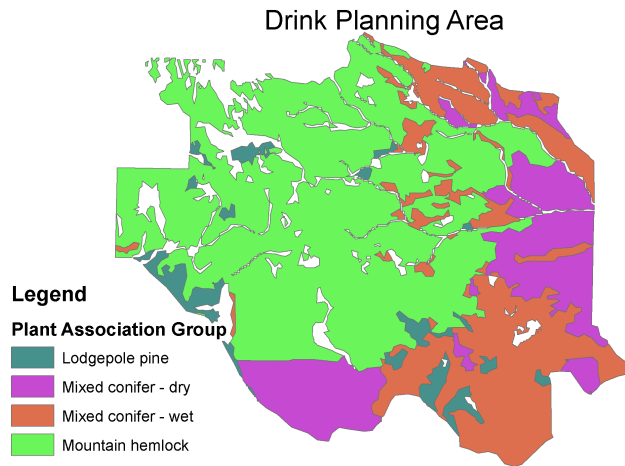 Drink Planning Area
Legend
Plant Association Group
Lodgepole pine
Mixed conifer - dry
Mixed conifer - wet
Mountain hemlock